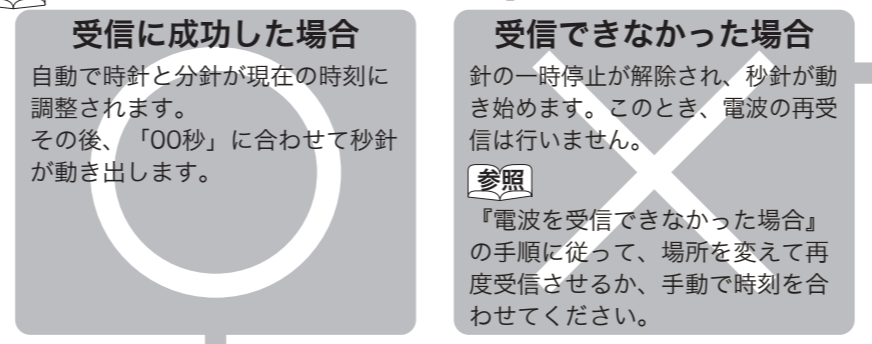 受信に成功した場合
自動で時針と分針が現在の時刻に
調整されます。
その後、「00秒」に合わせて秒針
が動き出します。
受信できなかった場合
針の一時停止が解除され、秒針が動
き始めます。このとき、電波の再受
信は行いません。
参照
『電波を受信できなかった場合』
の手順に従って、場所を変えて再
度受信させるか、手動で時刻を合
わせてください。